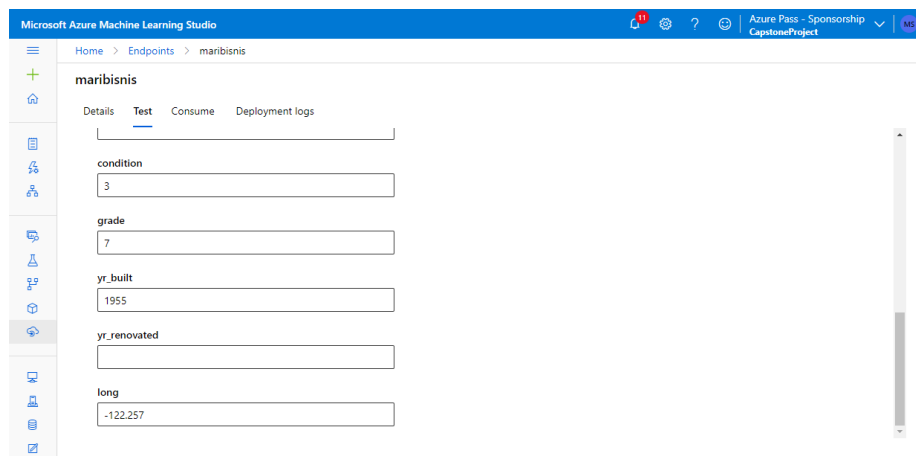 Microsoft Azure Machine Learning Studio
11
?
Azure Pass - Sponsorship
CapstoneProject
MS
Home > Endpoints > maribisnis
maribisnis
Details Test Consume Deployment logs
condition
3
grade
7
yr_built
1955
yr_renovated
long
-122.257